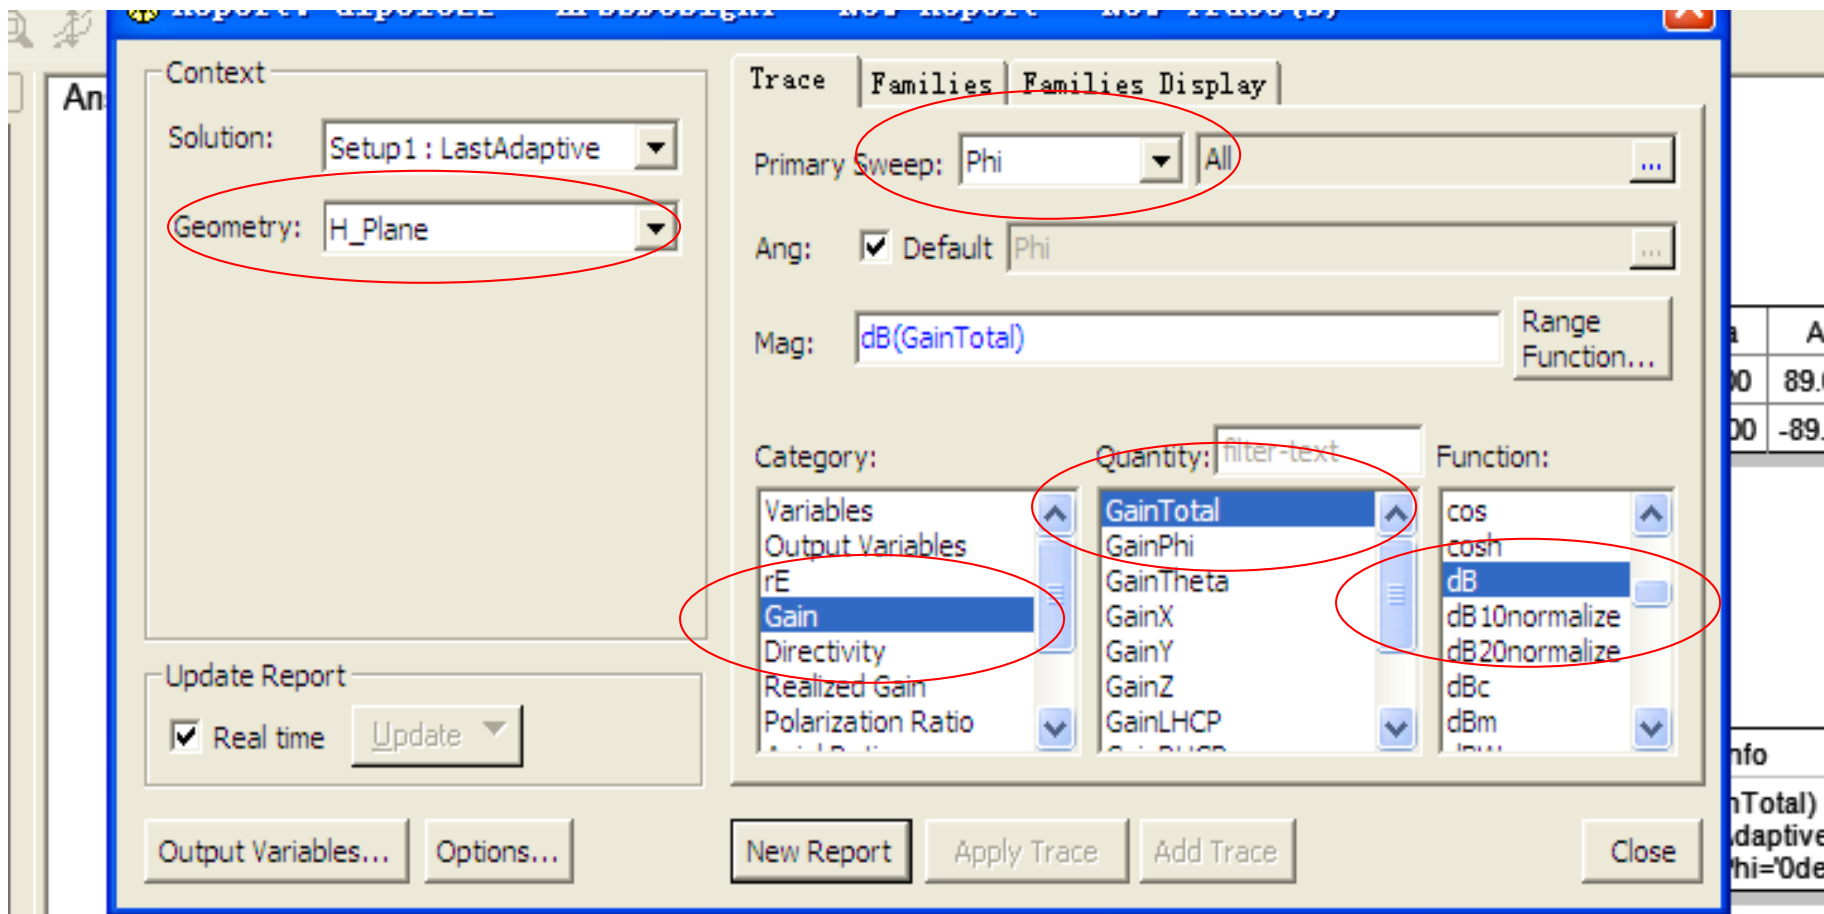 Context
Solution: Setup1 : LastAdaptive
Geometry: H_Plane
Trace Families Families Display
Primary Sweep: Phi All ...
Ang: Default Phi ...
Mag: dB(GainTotal) Range Function...
Category: Quantity: filter-text Function:
Variables
Output Variables
rE
Gain
Directivity
Realized Gain
Polarization Ratio
GainTotal
GainPhi
GainTheta
GainX
GainY
GainZ
GainLHCP
cos
cosh
dB
dB10normalize
dB20normalize
dBc
dBm
Update Report
Real time Update
Output Variables... Options... New Report Apply Trace Add Trace Close